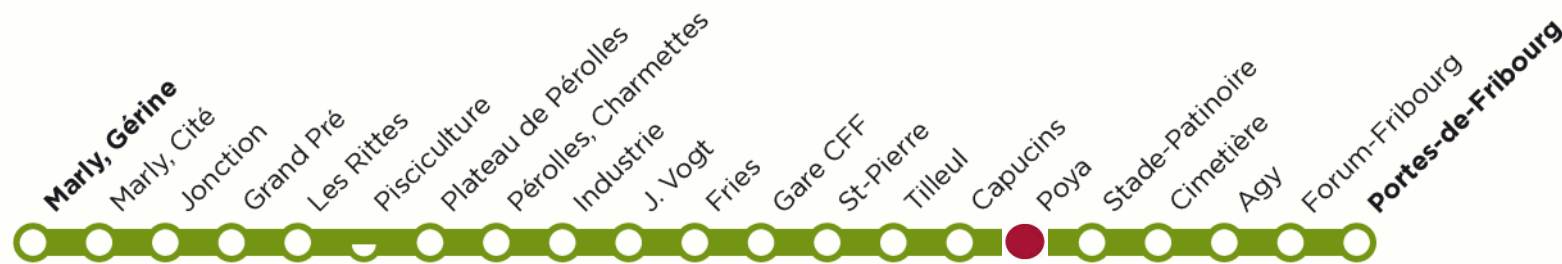 Marly, Gérine
Marly, Cité
Jonction
Grand Pré
Les Rittes
Pisciculture
Plateau de Pérolles
Pérolles, Charmettes
Industrie
J. Vogt
Fries
Gare CFF
St-Pierre
Tilleul
Capucins
Poya
Stade-Patinoire
Cimetière
Agy
Forum-Fribourg
Portes-de-Fribourg